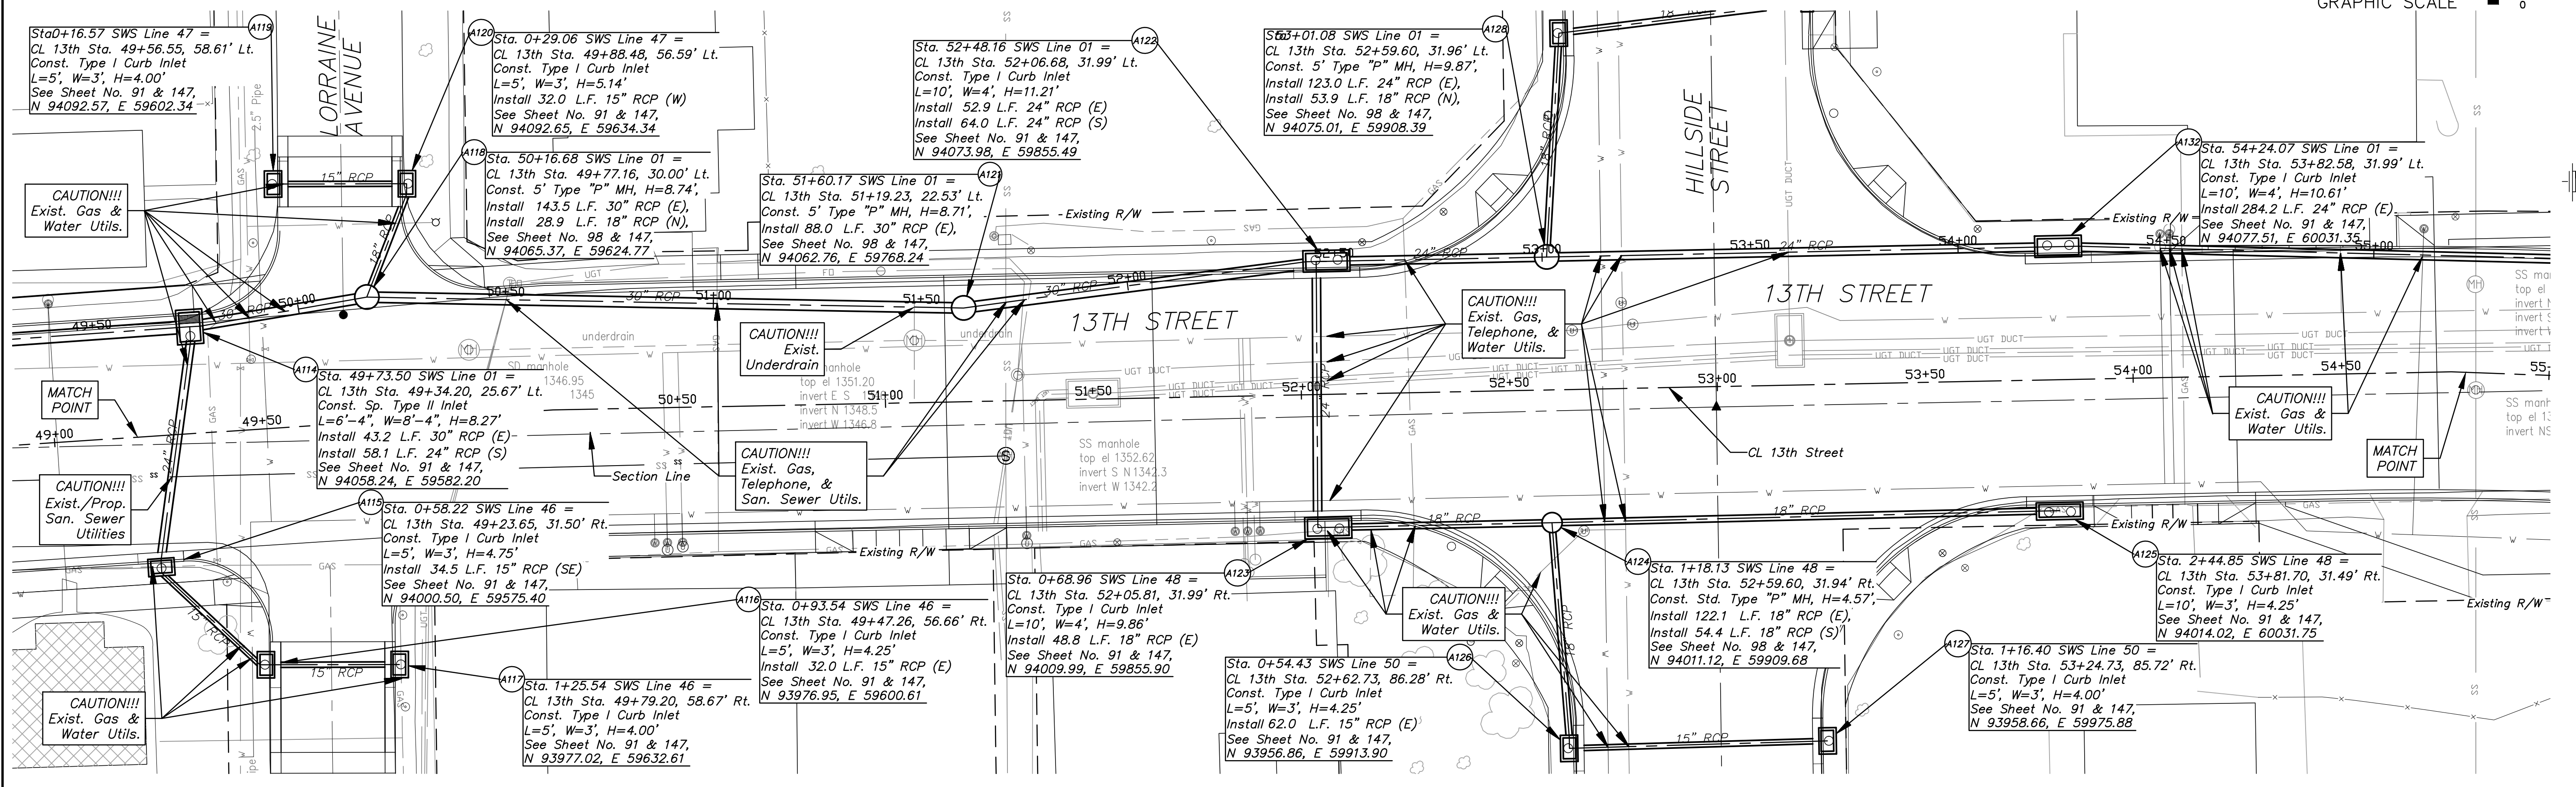 GRAPHIC SCALE
0
A119
Sta0+16.57 SWS Line 47 =
CL 13th Sta. 49+56.55, 58.61' Lt.
Const. Type I Curb Inlet
L=5', W=3', H=4.00'
See Sheet No. 91 & 147,
N 94092.57, E 59602.34
LORRAINE
AVENUE
2.5" Pipe
A120
Sta. 0+29.06 SWS Line 47 =
CL 13th Sta. 49+88.48, 56.59' Lt.
Const. Type I Curb Inlet
L=5', W=3', H=5.14'
Install 32.0 L.F. 15" RCP (W)
See Sheet No. 91 & 147,
N 94092.65, E 59634.34
A118
Sta. 50+16.68 SWS Line 01 =
CL 13th Sta. 49+77.16, 30.00' Lt.
Const. 5' Type "P" MH, H=8.74',
Install 143.5 L.F. 30" RCP (E),
Install 28.9 L.F. 18" RCP (N),
See Sheet No. 98 & 147,
N 94065.37, E 59624.77
A121
Sta. 51+60.17 SWS Line 01 =
CL 13th Sta. 51+19.23, 22.53' Lt.
Const. 5' Type "P" MH, H=8.71',
Install 88.0 L.F. 30" RCP (E),
See Sheet No. 98 & 147,
N 94062.76, E 59768.24
A122
Sta. 52+48.16 SWS Line 01 =
CL 13th Sta. 52+06.68, 31.99' Lt.
Const. Type I Curb Inlet
L=10', W=4', H=11.21'
Install 52.9 L.F. 24" RCP (E)
Install 64.0 L.F. 24" RCP (S)
See Sheet No. 91 & 147,
N 94073.98, E 59855.49
A128
53+01.08 SWS Line 01 =
CL 13th Sta. 52+59.60, 31.96' Lt.
Const. 5' Type "P" MH, H=9.87',
Install 123.0 L.F. 24" RCP (E),
Install 53.9 L.F. 18" RCP (N),
See Sheet No. 98 & 147,
N 94075.01, E 59908.39
HILLSIDE
STREET
A132
Sta. 54+24.07 SWS Line 01 =
CL 13th Sta. 53+82.58, 31.99' Lt.
Const. Type I Curb Inlet
L=10', W=4', H=10.61'
Install 284.2 L.F. 24" RCP (E)
See Sheet No. 91 & 147,
N 94077.51, E 60031.35
CAUTION!!!
Exist. Gas &
Water Utils.
15" RCP
18" RCP
30" RCP
49+50
50+00
50+50
30" RCP
51+00
51+50
30" RCP
52+00
52+50
24" RCP
53+00
53+50
24" RCP
54+00
54+50
55+00
Existing R/W
Existing R/W
13TH STREET
13TH STREET
CAUTION!!!
Exist.
Underdrain
underdrain
underdrain
CAUTION!!!
Exist. Gas,
Telephone, &
Water Utils.
UGT DUCT
UGT DUCT
UGT DUCT
MATCH
POINT
49+00
49+50
50+50
51+00
51+50
52+00
52+50
53+00
53+50
54+00
54+50
SD manhole
1346.95
1345
manhole
top el 1351.20
invert E S
invert N 1348.5
invert W 1346.8
SS manhole
top el 1352.62
invert S N 1342.3
invert W 1342.2
A114
Sta. 49+73.50 SWS Line 01 =
CL 13th Sta. 49+34.20, 25.67' Lt.
Const. Sp. Type II Inlet
L=6'-4", W=8'-4", H=8.27'
Install 43.2 L.F. 30" RCP (E)
Install 58.1 L.F. 24" RCP (S)
See Sheet No. 91 & 147,
N 94058.24, E 59582.20
Section Line
CAUTION!!!
Exist. Gas,
Telephone, &
San. Sewer Utils.
CL 13th Street
CAUTION!!!
Exist. Gas &
Water Utils.
MATCH
POINT
CAUTION!!!
Exist./Prop.
San. Sewer
Utilities
24" RCP
24"
A115
Sta. 0+58.22 SWS Line 46 =
CL 13th Sta. 49+23.65, 31.50' Rt.
Const. Type I Curb Inlet
L=5', W=3', H=4.75'
Install 34.5 L.F. 15" RCP (SE)
See Sheet No. 91 & 147,
N 94000.50, E 59575.40
Existing R/W
A116
Sta. 0+93.54 SWS Line 46 =
CL 13th Sta. 49+47.26, 56.66' Rt.
Const. Type I Curb Inlet
L=5', W=3', H=4.25'
Install 32.0 L.F. 15" RCP (E)
See Sheet No. 91 & 147,
N 93976.95, E 59600.61
A123
Sta. 0+68.96 SWS Line 48 =
CL 13th Sta. 52+05.81, 31.99' Rt.
Const. Type I Curb Inlet
L=10', W=4', H=9.86'
Install 48.8 L.F. 18" RCP (E)
See Sheet No. 91 & 147,
N 94009.99, E 59855.90
18" RCP
18" RCP
CAUTION!!!
Exist. Gas &
Water Utils.
A124
Sta. 1+18.13 SWS Line 48 =
CL 13th Sta. 52+59.60, 31.94' Rt.
Const. Std. Type "P" MH, H=4.57',
Install 122.1 L.F. 18" RCP (E),
Install 54.4 L.F. 18" RCP (S)
See Sheet No. 98 & 147,
N 94011.12, E 59909.68
Existing R/W
A125
Sta. 2+44.85 SWS Line 48 =
CL 13th Sta. 53+81.70, 31.49' Rt.
Const. Type I Curb Inlet
L=10', W=3', H=4.25'
See Sheet No. 91 & 147,
N 94014.02, E 60031.75
Existing R/W
CAUTION!!!
Exist. Gas &
Water Utils.
15" RCP
A117
Sta. 1+25.54 SWS Line 46 =
CL 13th Sta. 49+79.20, 58.67' Rt.
Const. Type I Curb Inlet
L=5', W=3', H=4.00'
See Sheet No. 91 & 147,
N 93977.02, E 59632.61
A126
Sta. 0+54.43 SWS Line 50 =
CL 13th Sta. 52+62.73, 86.28' Rt.
Const. Type I Curb Inlet
L=5', W=3', H=4.25'
Install 62.0 L.F. 15" RCP (E)
See Sheet No. 91 & 147,
N 93956.86, E 59913.90
18" RCP
15" RCP
A127
Sta. 1+16.40 SWS Line 50 =
CL 13th Sta. 53+24.73, 85.72' Rt.
Const. Type I Curb Inlet
L=5', W=3', H=4.00'
See Sheet No. 91 & 147,
N 93958.66, E 59975.88